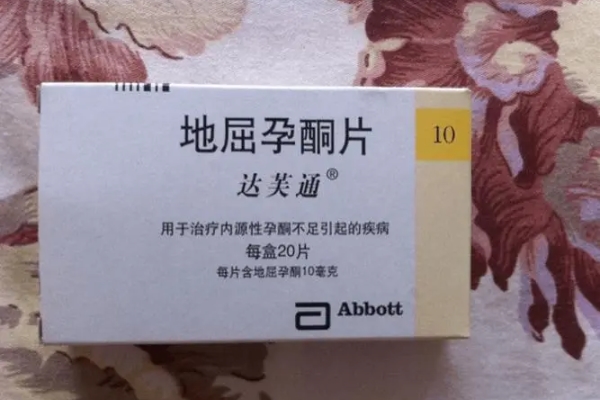 地屈孕酮片
10
达芙通®
用于治疗内源性孕酮不足引起的疾病
每盒20片
每片含地屈孕酮10毫克
Abbott